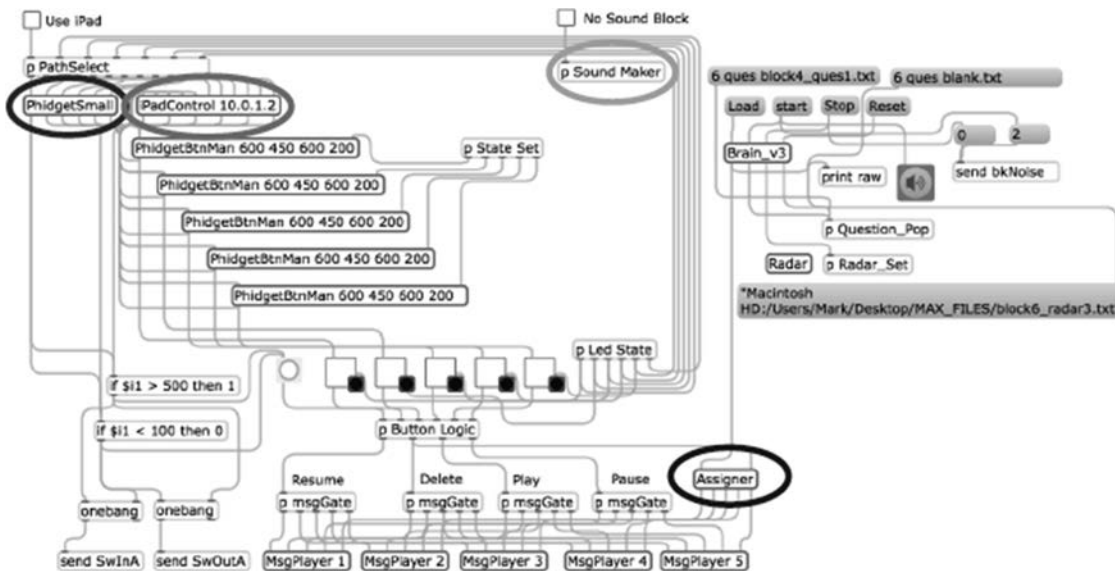 Use iPad
No Sound Block
p PathSelect
p Sound Maker
6 ques block4_ques1.txt
6 ques blank.txt
PhidgetSmall
iPadControl 10.0.1.2
Load
start
Stop
Reset
0
2
PhidgetBtnMan 600 450 600 200
p State Set
Brain_v3
print raw
send bkNoise
PhidgetBtnMan 600 450 600 200
PhidgetBtnMan 600 450 600 200
p Question_Pop
PhidgetBtnMan 600 450 600 200
Radar
p Radar_Set
PhidgetBtnMan 600 450 600 200
"Macintosh
HD:/Users/Mark/Desktop/MAX_FILES/block6_radar3.txt
p Led State
if $i1 > 500 then 1
if $i1 < 100 then 0
p Button Logic
Resume
Delete
Play
Pause
Assigner
p msgGate
p msgGate
p msgGate
p msgGate
onebang
onebang
send SwInA
send SwOutA
MsgPlayer 1
MsgPlayer 2
MsgPlayer 3
MsgPlayer 4
MsgPlayer 5